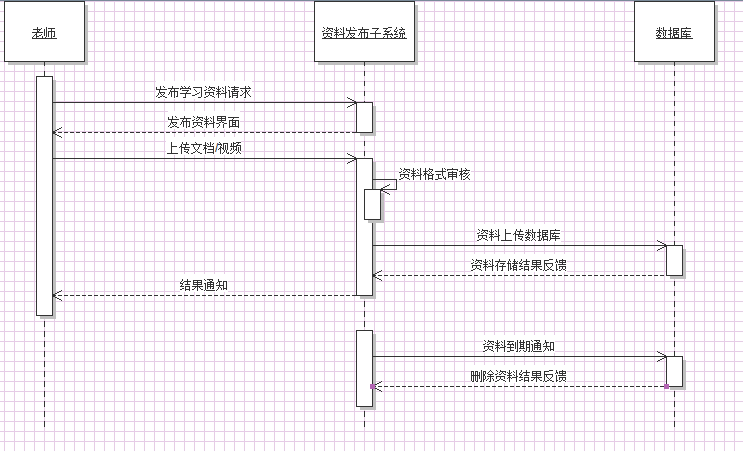 老师
资料发布子系统
数据库
发布学习资料请求
发布资料界面
上传文档/视频
资料格式审核
资料上传数据库
资料存储结果反馈
结果通知
资料到期通知
删除资料结果反馈